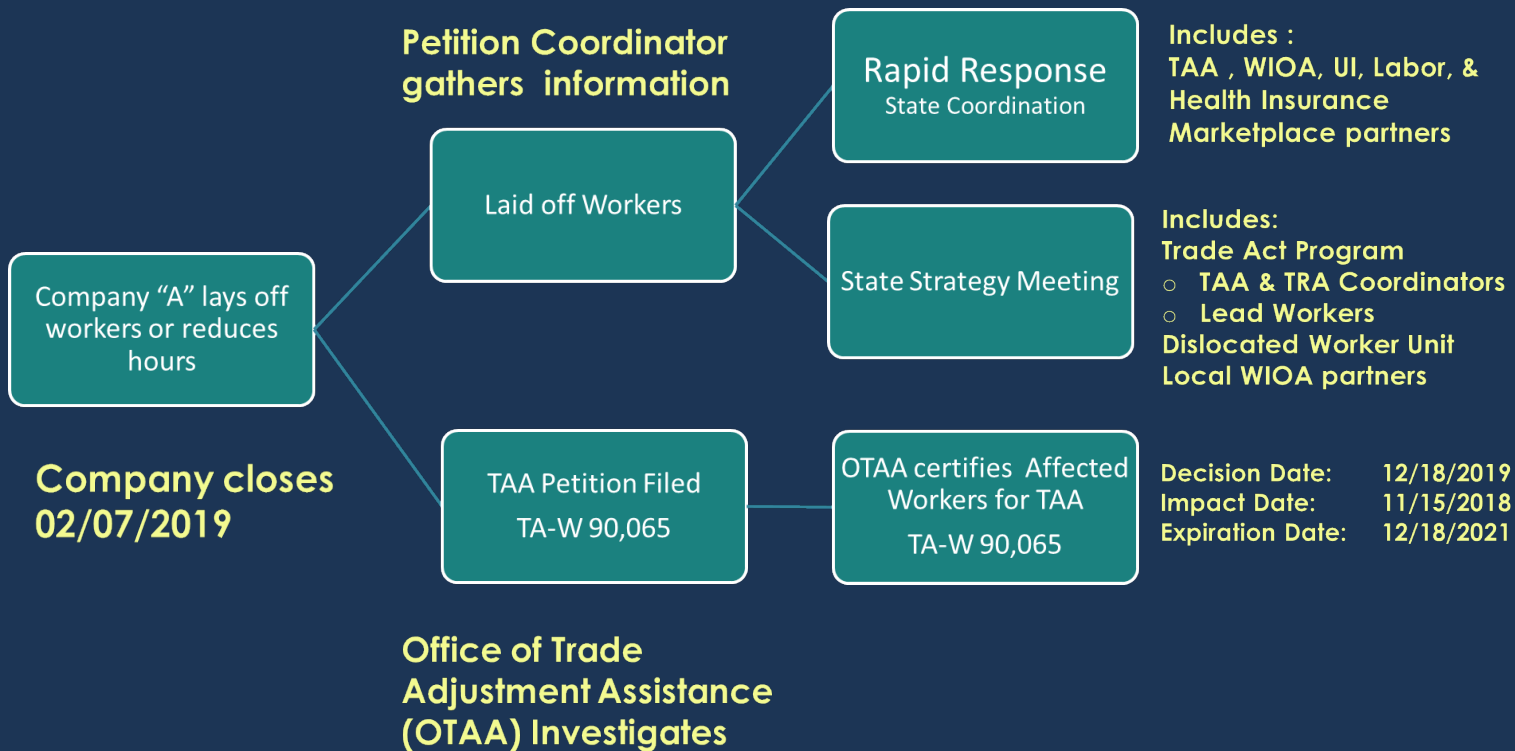 Petition Coordinator
gathers information
Rapid Response
State Coordination
Includes :
TAA , WIOA, UI, Labor, &
Health Insurance
Marketplace partners
Laid off Workers
State Strategy Meeting
Includes:
Trade Act Program
o TAA & TRA Coordinators
o Lead Workers
Dislocated Worker Unit
Local WIOA partners
Company “A” lays off
workers or reduces
hours
Company closes
02/07/2019
TAA Petition Filed
TA-W 90,065
OTAA certifies Affected
Workers for TAA
TA-W 90,065
Decision Date: 12/18/2019
Impact Date: 11/15/2018
Expiration Date: 12/18/2021
Office of Trade
Adjustment Assistance
(OTAA) Investigates